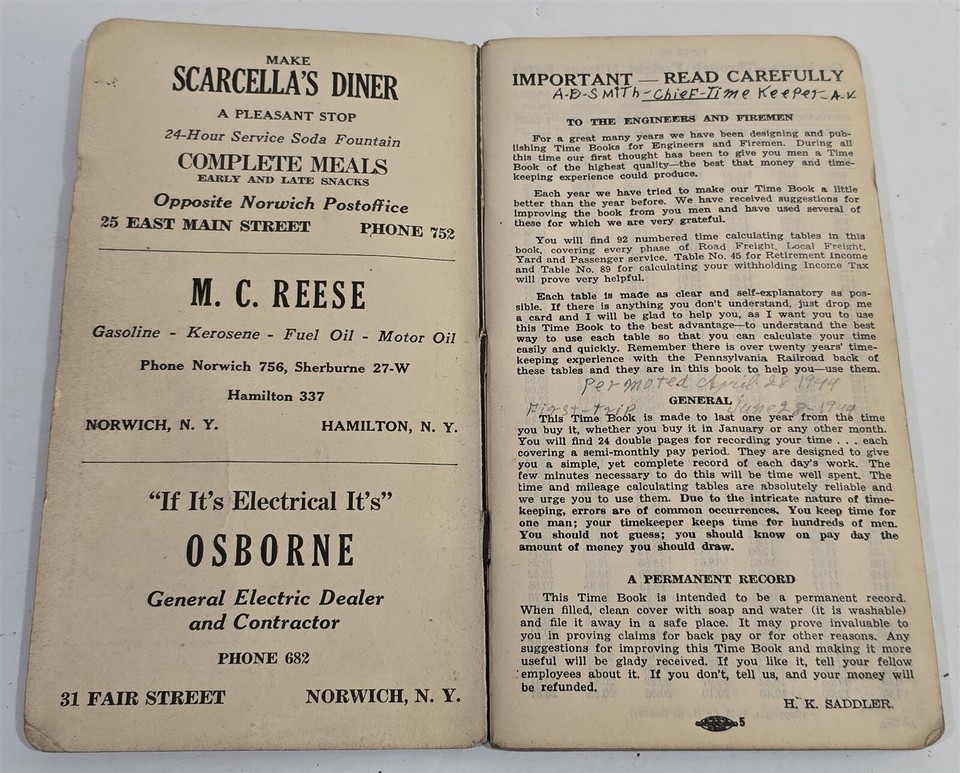 MAKE
SCARCELLA'S DINER
A PLEASANT STOP
24-Hour Service Soda Fountain
COMPLETE MEALS
EARLY AND LATE SNACKS
Opposite Norwich Postoffice
25 EAST MAIN STREET PHONE 752
M. C. REESE
Gasoline - Kerosene - Fuel Oil - Motor Oil
Phone Norwich 756, Sherburne 27-W
Hamilton 337
NORWICH, N. Y. HAMILTON, N. Y.
"If It's Electrical It's"
OSBORNE
General Electric Dealer
and Contractor
PHONE 682
31 FAIR STREET NORWICH, N. Y.
IMPORTANT — READ CAREFULLY
A-D-SMITh-ChieF-Time Keeper-A.V.
TO THE ENGINEERS AND FIREMEN
For a great many years we have been designing and pub-
lishing Time Books for Engineers and Firemen. During all
this time our first thought has been to give you men a Time
Book of the highest quality—the best that money and time-
keeping experience could produce.
Each year we have tried to make our Time Book a little
better than the year before. We have received suggestions for
improving the book from you men and have used several of
these for which we are very grateful.
You will find 92 numbered time calculating tables in this
book, covering every phase of Road Freight, Local Freight,
Yard and Passenger service. Table No. 45 for Retirement Income
and Table No. 89 for calculating your withholding Income Tax
will prove very helpful.
Each table is made as clear and self-explanatory as pos-
sible. If there is anything you don't understand, just drop me
a card and I will be glad to help you, as I want you to use
this Time Book to the best advantage—to understand the best
way to use each table so that you can calculate your time
easily and quickly. Remember there is over twenty years' time-
keeping experience with the Pennsylvania Railroad back of
these tables and they are in this book to help you—use them.
Permoted April 28 1944
GENERAL
First-trip June 28-1944
This Time Book is made to last one year from the time
you buy it, whether you buy it in January or any other month.
You will find 24 double pages for recording your time . . . each
covering a semi-monthly pay period. They are designed to give
you a simple, yet complete record of each day's work. The
few minutes necessary to do this will be time well spent. The
time and mileage calculating tables are absolutely reliable and
we urge you to use them. Due to the intricate nature of time-
keeping, errors are of common occurrences. You keep time for
one man; your timekeeper keeps time for hundreds of men.
You should not guess; you should know on pay day the
amount of money you should draw.
A PERMANENT RECORD
This Time Book is intended to be a permanent record.
When filled, clean cover with soap and water (it is washable)
and file it away in a safe place. It may prove invaluable to
you in proving claims for back pay or for other reasons. Any
suggestions for improving this Time Book and making it more
useful will be glady received. If you like it, tell your fellow
employees about it. If you don't, tell us, and your money will
be refunded.
H. K. SADDLER.
5